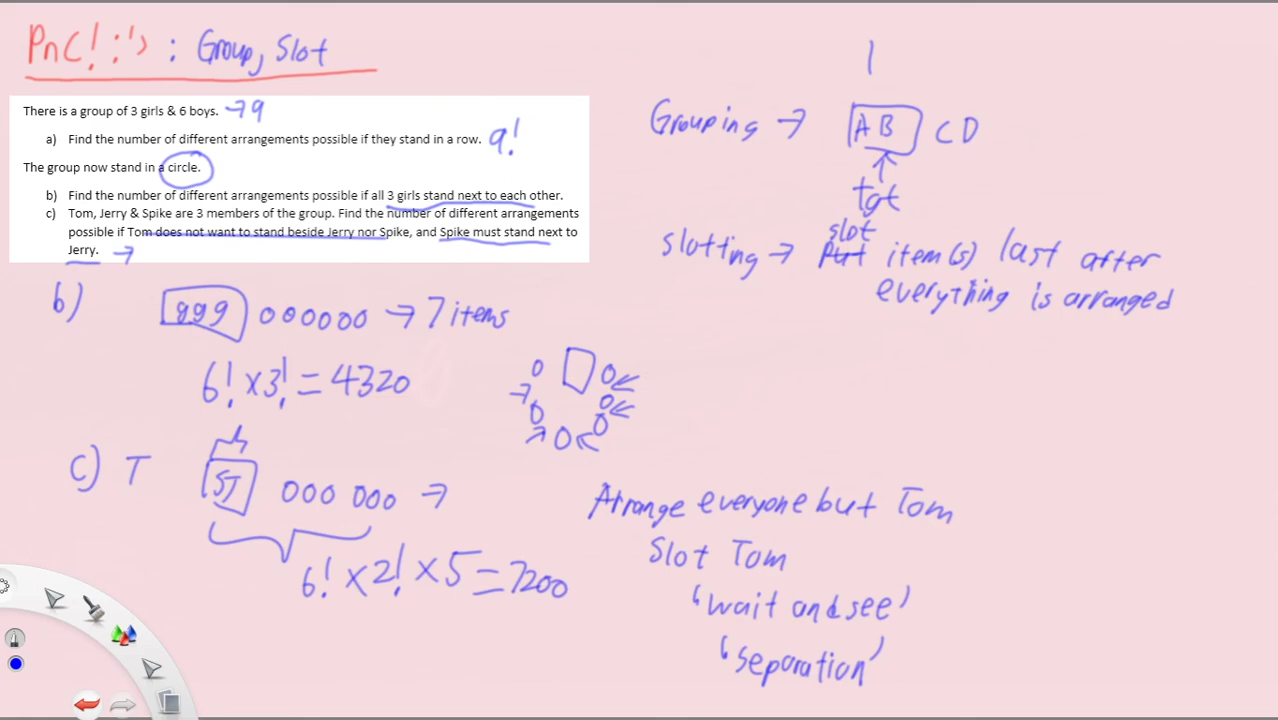 PnC! :'s : Group, Slot
There is a group of 3 girls & 6 boys. → 9
a) Find the number of different arrangements possible if they stand in a row. 9!
The group now stand in a circle.
b) Find the number of different arrangements possible if all 3 girls stand next to each other.
c) Tom, Jerry & Spike are 3 members of the group. Find the number of different arrangements
possible if Tom does not want to stand beside Jerry nor Spike, and Spike must stand next to
Jerry. →
Grouping → AB CD
tgt
slot
slotting → Put item(s) last after
everything is arranged
b) ggg 000000 → 7 items
6! × 3! = 4320
c) T SJ 000 000 →
6! × 2! × 5 = 7200
Arrange everyone but Tom
Slot Tom
'wait and see'
'separation'